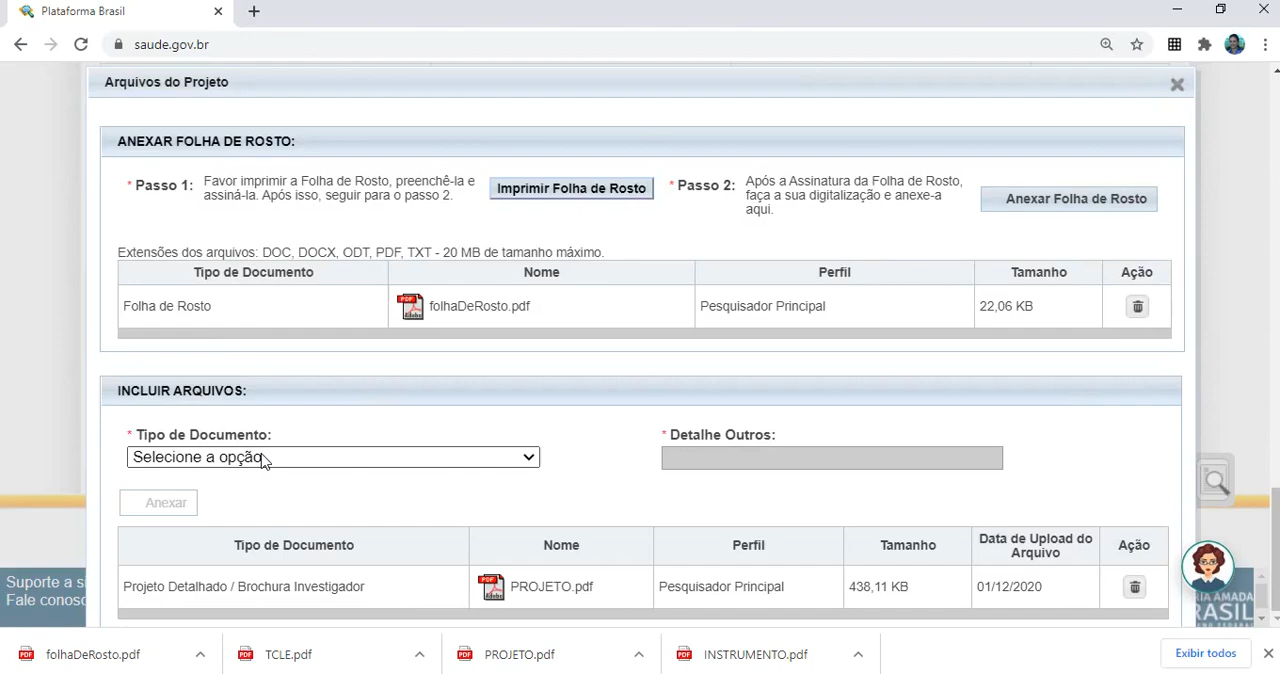 Plataforma Brasil
saude.gov.br
Arquivos do Projeto
ANEXAR FOLHA DE ROSTO:
* Passo 1:
Favor imprimir a Folha de Rosto, preenchê-la e
assiná-la. Após isso, seguir para o passo 2.
Imprimir Folha de Rosto
* Passo 2:
Após a Assinatura da Folha de Rosto,
faça a sua digitalização e anexe-a
aqui.
Anexar Folha de Rosto
Extensões dos arquivos: DOC, DOCX, ODT, PDF, TXT - 20 MB de tamanho máximo.
Tipo de Documento Nome Perfil Tamanho Ação
Folha de Rosto folhaDeRosto.pdf Pesquisador Principal 22,06 KB
INCLUIR ARQUIVOS:
* Tipo de Documento: * Detalhe Outros:
Selecione a opção
Anexar
Tipo de Documento Nome Perfil Tamanho Data de Upload do
Arquivo Ação
Projeto Detalhado / Brochura Investigador PROJETO.pdf Pesquisador Principal 438,11 KB 01/12/2020
Suporte a si
Fale conosc
RIA AMADA
RASIL
folhaDeRosto.pdf TCLE.pdf PROJETO.pdf INSTRUMENTO.pdf Exibir todos